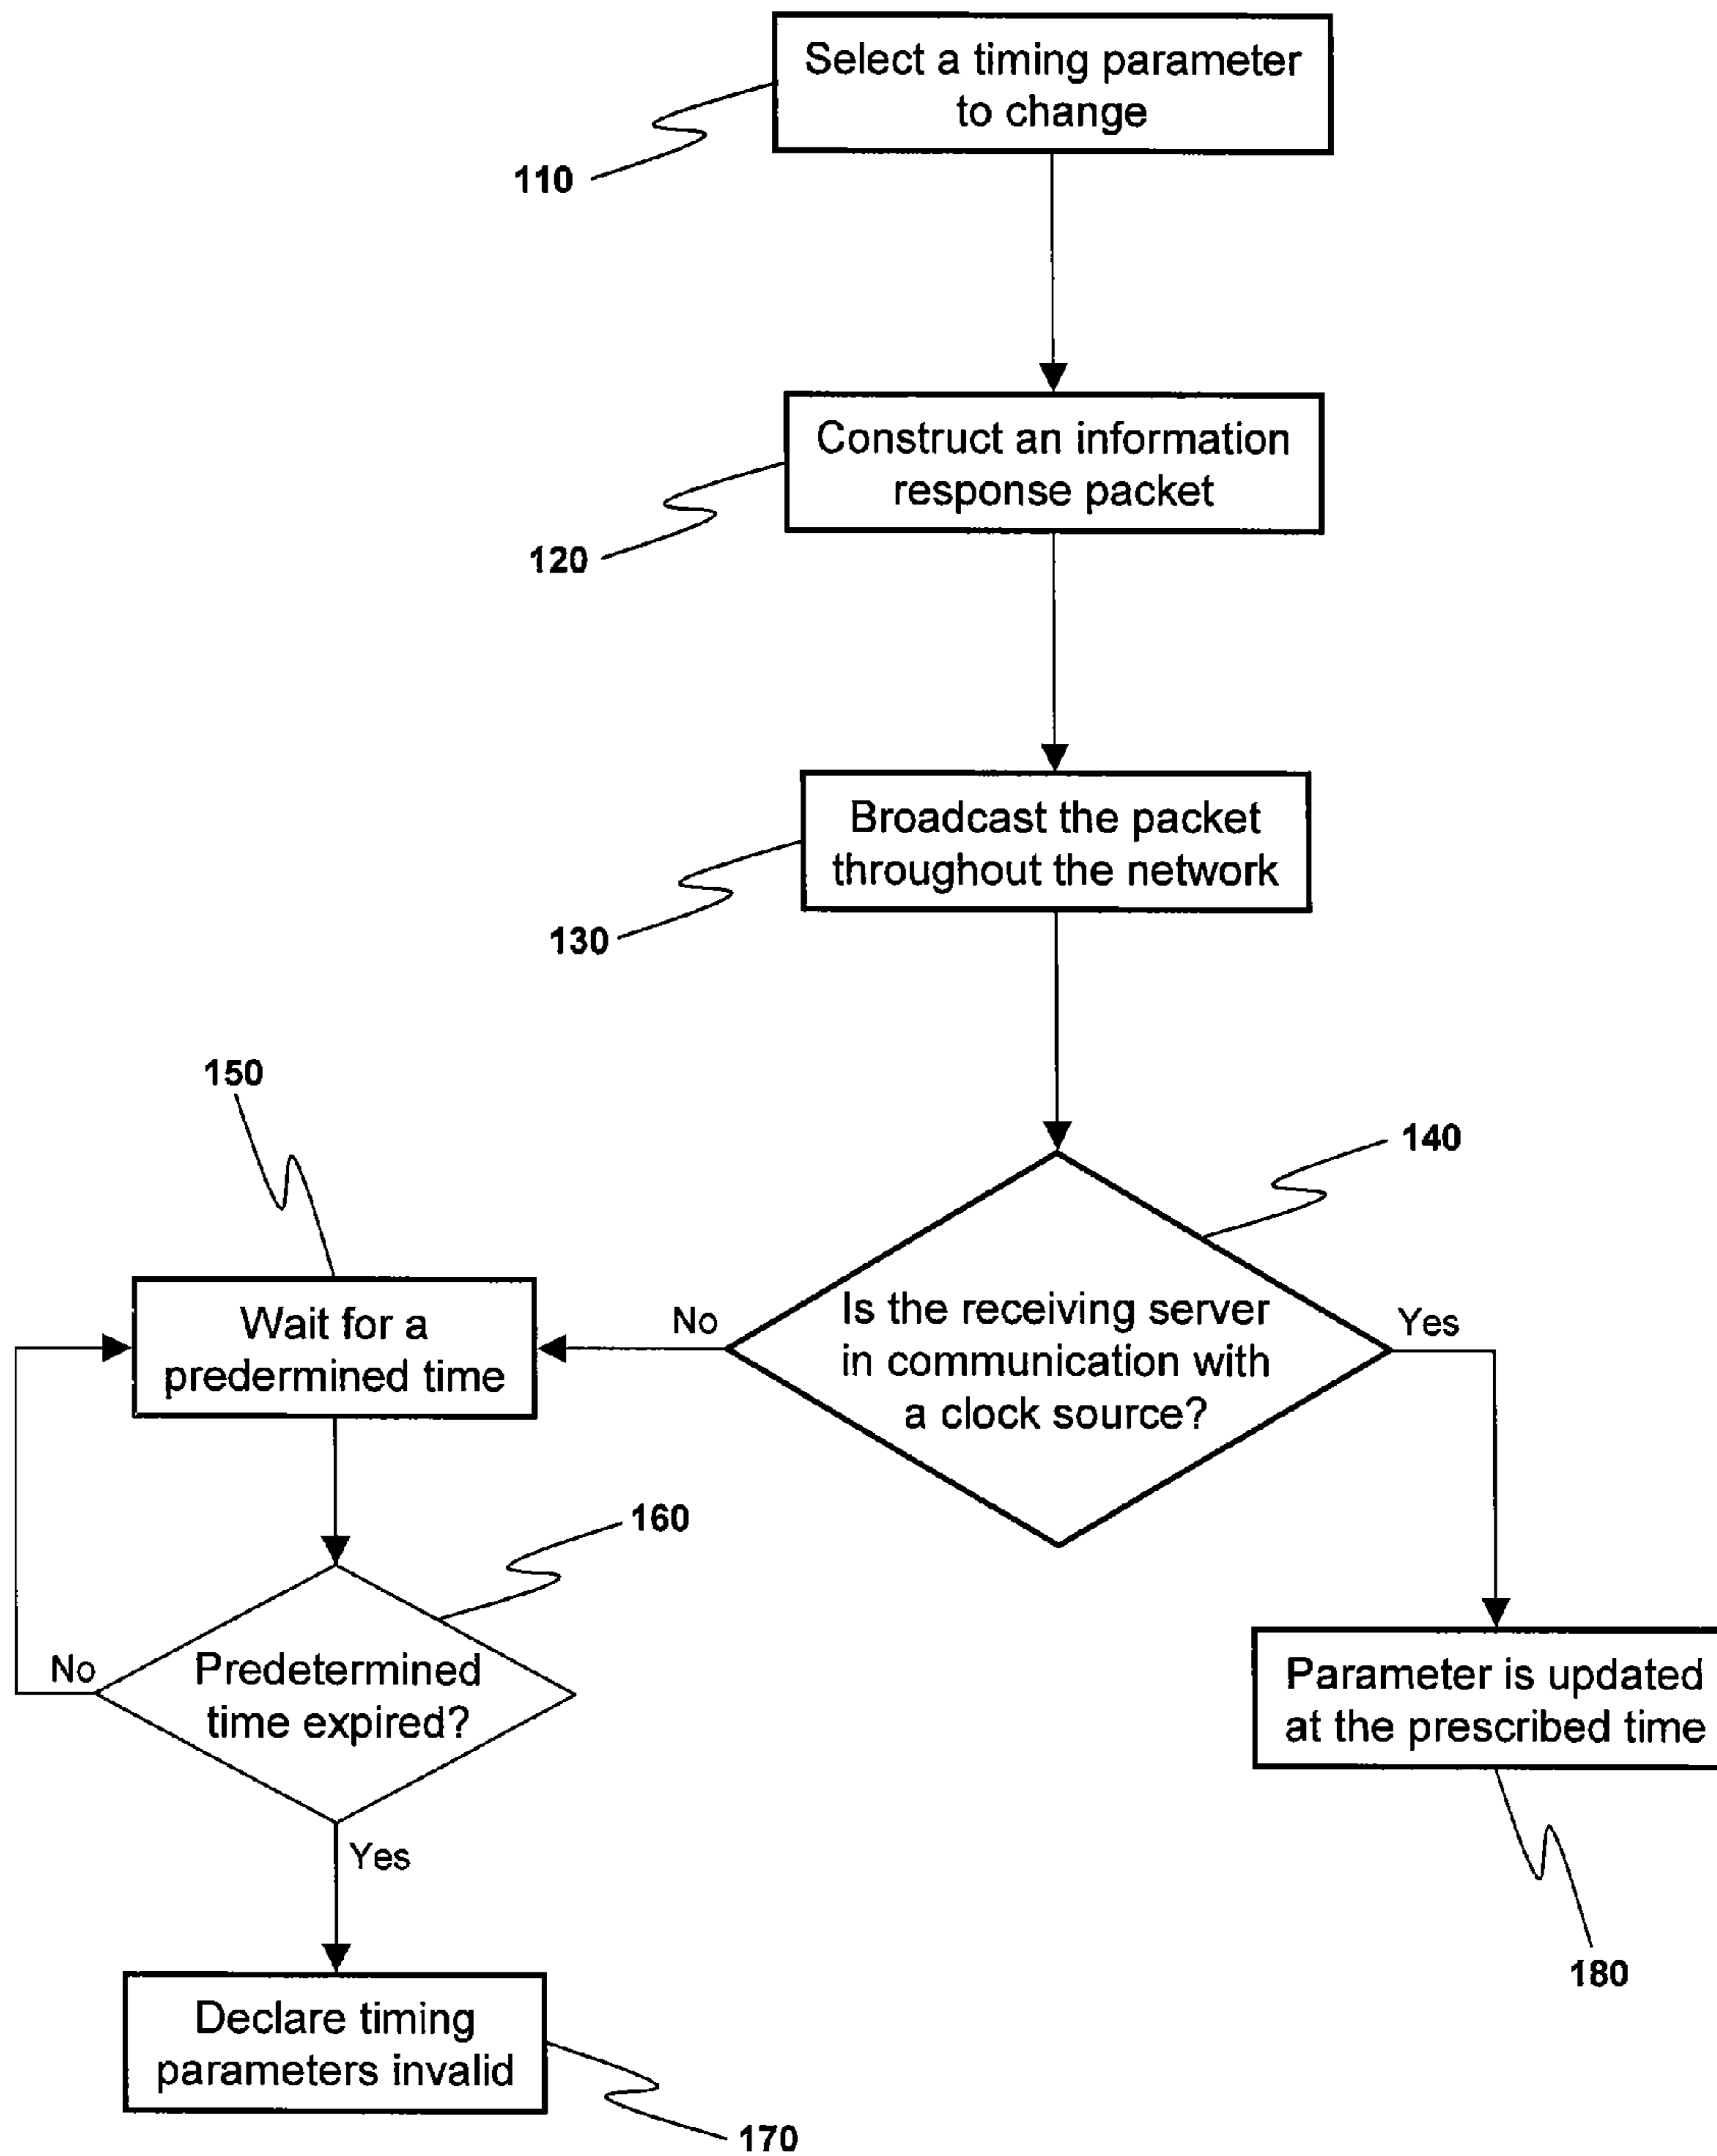 Select a timing parameter
to change
110
Construct an information
response packet
120
Broadcast the packet
throughout the network
130
150
140
Wait for a
predermined time
No
Is the receiving server
in communication with
a clock source?
Yes
160
No
Predetermined
time expired?
Parameter is updated
at the prescribed time
Yes
180
Declare timing
parameters invalid
170